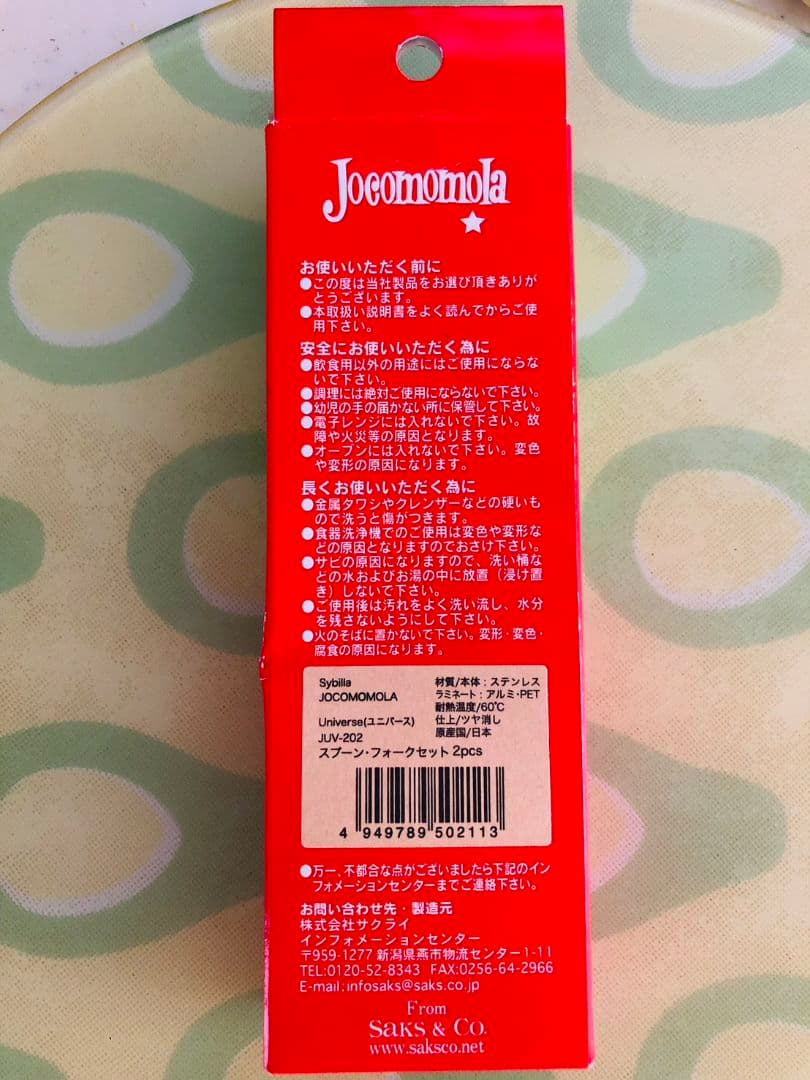 Jocomomola
お使いいただく前に
●この度は当社製品をお選び頂きありが
とうございます。
●本取扱い説明書をよく読んでからご使
用下さい。
安全にお使いいただく為に
●飲食用以外の用途にはご使用にならな
いで下さい。
●調理には絶対ご使用にならないで下さい。
●幼児の手の届かない所に保管して下さい。
●電子レンジには入れないで下さい。故
障や火災等の原因となります。
●オーブンには入れないで下さい。変色
や変形の原因になります。
長くお使いいただく為に
●金属タワシやクレンザーなどの硬いも
ので洗うと傷がつきます。
●食器洗浄機でのご使用は変色や変形な
どの原因となりますのでおさけ下さい。
●サビの原因になりますので、洗い桶な
どの水およびお湯の中に放置（浸け置
き）しないで下さい。
●ご使用後は汚れをよく洗い流し、水分
を残さないようにして下さい。
●火のそばに置かないで下さい。変形・変色・
腐食の原因になります。
Sybilla
JOCOMOMOLA
Universe(ユニバース)
JUV-202
スプーン・フォークセット 2pcs
材質/本体：ステンレス
ラミネート：アルミ・PET
耐熱温度/60℃
仕上/ツヤ消し
原産国/日本
4 949789 502113
●万一、不都合な点がございましたら下記のイン
フォメーションセンターまでご連絡下さい。
お問い合わせ先・製造元
株式会社サクライ
インフォメーションセンター
〒959-1277 新潟県燕市物流センター1-11
TEL:0120-52-8343 FAX:0256-64-2966
E-mail:infosaks@saks.co.jp
From
SAKS & CO.
www.saksco.net